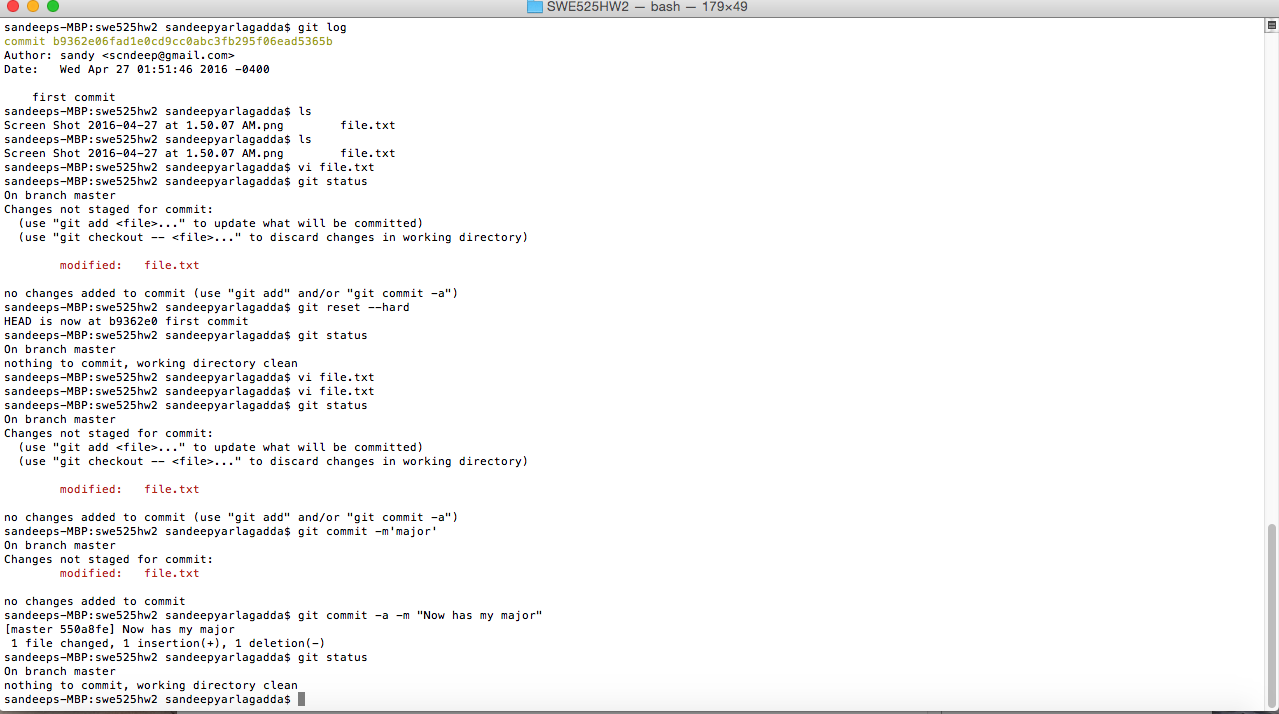 SWE525HW2 — bash — 179×49
sandeeps-MBP:swe525hw2 sandeepyarlagadda$ git log
commit b9362e06fad1e0cd9cc0abc3fb295f06ead5365b
Author: sandy <scndeep@gmail.com>
Date:   Wed Apr 27 01:51:46 2016 -0400
    first commit
sandeeps-MBP:swe525hw2 sandeepyarlagadda$ ls
Screen Shot 2016-04-27 at 1.50.07 AM.png        file.txt
sandeeps-MBP:swe525hw2 sandeepyarlagadda$ ls
Screen Shot 2016-04-27 at 1.50.07 AM.png        file.txt
sandeeps-MBP:swe525hw2 sandeepyarlagadda$ vi file.txt
sandeeps-MBP:swe525hw2 sandeepyarlagadda$ git status
On branch master
Changes not staged for commit:
  (use "git add <file>..." to update what will be committed)
  (use "git checkout -- <file>..." to discard changes in working directory)
        modified:   file.txt
no changes added to commit (use "git add" and/or "git commit -a")
sandeeps-MBP:swe525hw2 sandeepyarlagadda$ git reset --hard
HEAD is now at b9362e0 first commit
sandeeps-MBP:swe525hw2 sandeepyarlagadda$ git status
On branch master
nothing to commit, working directory clean
sandeeps-MBP:swe525hw2 sandeepyarlagadda$ vi file.txt
sandeeps-MBP:swe525hw2 sandeepyarlagadda$ vi file.txt
sandeeps-MBP:swe525hw2 sandeepyarlagadda$ git status
On branch master
Changes not staged for commit:
  (use "git add <file>..." to update what will be committed)
  (use "git checkout -- <file>..." to discard changes in working directory)
        modified:   file.txt
no changes added to commit (use "git add" and/or "git commit -a")
sandeeps-MBP:swe525hw2 sandeepyarlagadda$ git commit -m'major'
On branch master
Changes not staged for commit:
        modified:   file.txt
no changes added to commit
sandeeps-MBP:swe525hw2 sandeepyarlagadda$ git commit -a -m "Now has my major"
[master 550a8fe] Now has my major
 1 file changed, 1 insertion(+), 1 deletion(-)
sandeeps-MBP:swe525hw2 sandeepyarlagadda$ git status
On branch master
nothing to commit, working directory clean
sandeeps-MBP:swe525hw2 sandeepyarlagadda$